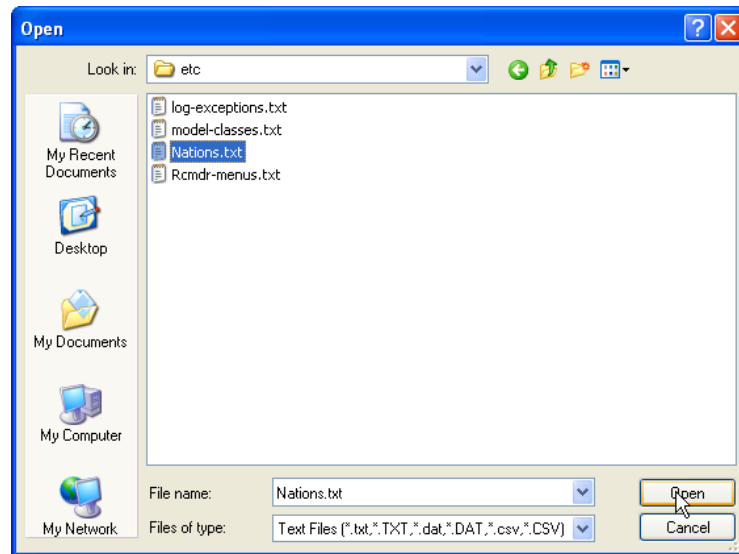 Open
Look in:
etc
My Recent
Documents
Desktop
My Documents
My Computer
My Network
log-exceptions.txt
model-classes.txt
Nations.txt
Rcmdr-menus.txt
File name:
Nations.txt
Open
Files of type:
Text Files (*.txt,*.TXT,*.dat,*.DAT,*.csv,*.CSV)
Cancel